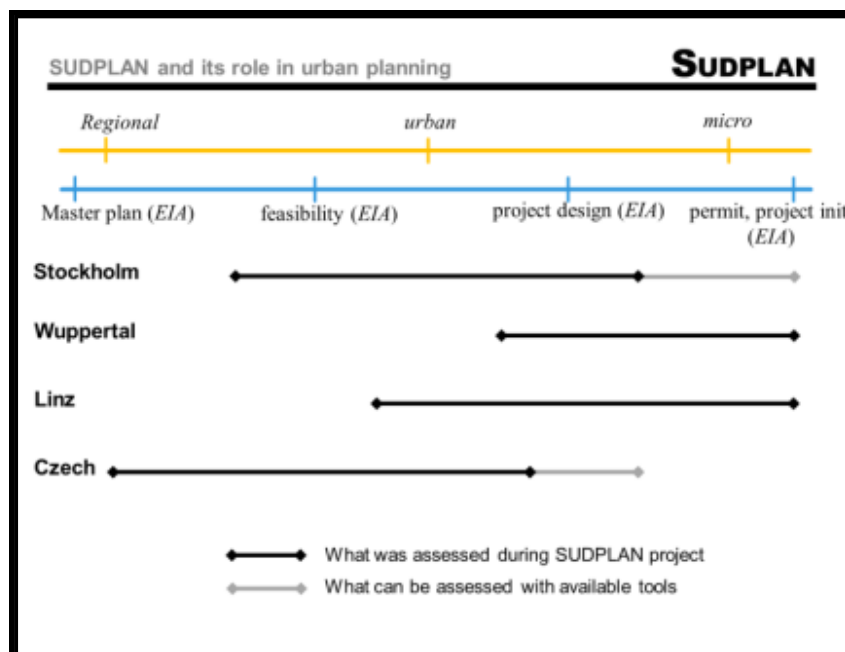 SUDPLAN and its role in urban planning
SUDPLAN
Regional urban micro
Master plan (EIA) feasibility (EIA) project design (EIA) permit, project init
(EIA)
Stockholm
Wuppertal
Linz
Czech
What was assessed during SUDPLAN project
What can be assessed with available tools